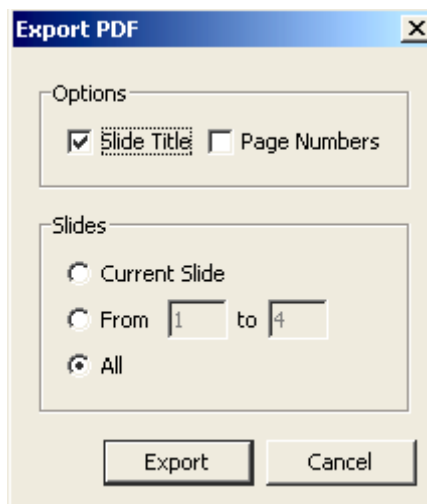 Export PDF
Options
Slide Title Page Numbers
Slides
Current Slide
From 1 to 4
All
Export Cancel